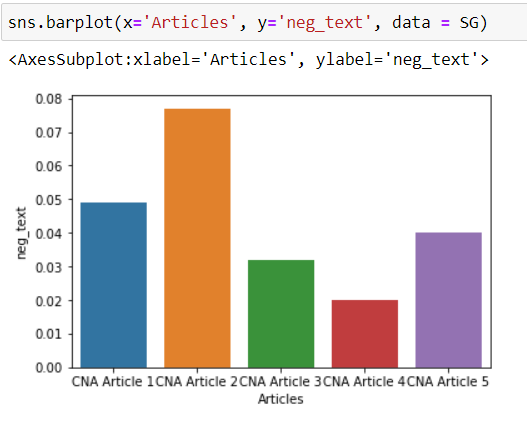 sns.barplot(x='Articles', y='neg_text', data = SG)
<AxesSubplot:xlabel='Articles', ylabel='neg_text'>
0.08
0.07
0.06
0.05
0.04
0.03
0.02
0.01
0.00
neg_text
CNA Article 1 CNA Article 2 CNA Article 3 CNA Article 4 CNA Article 5
Articles